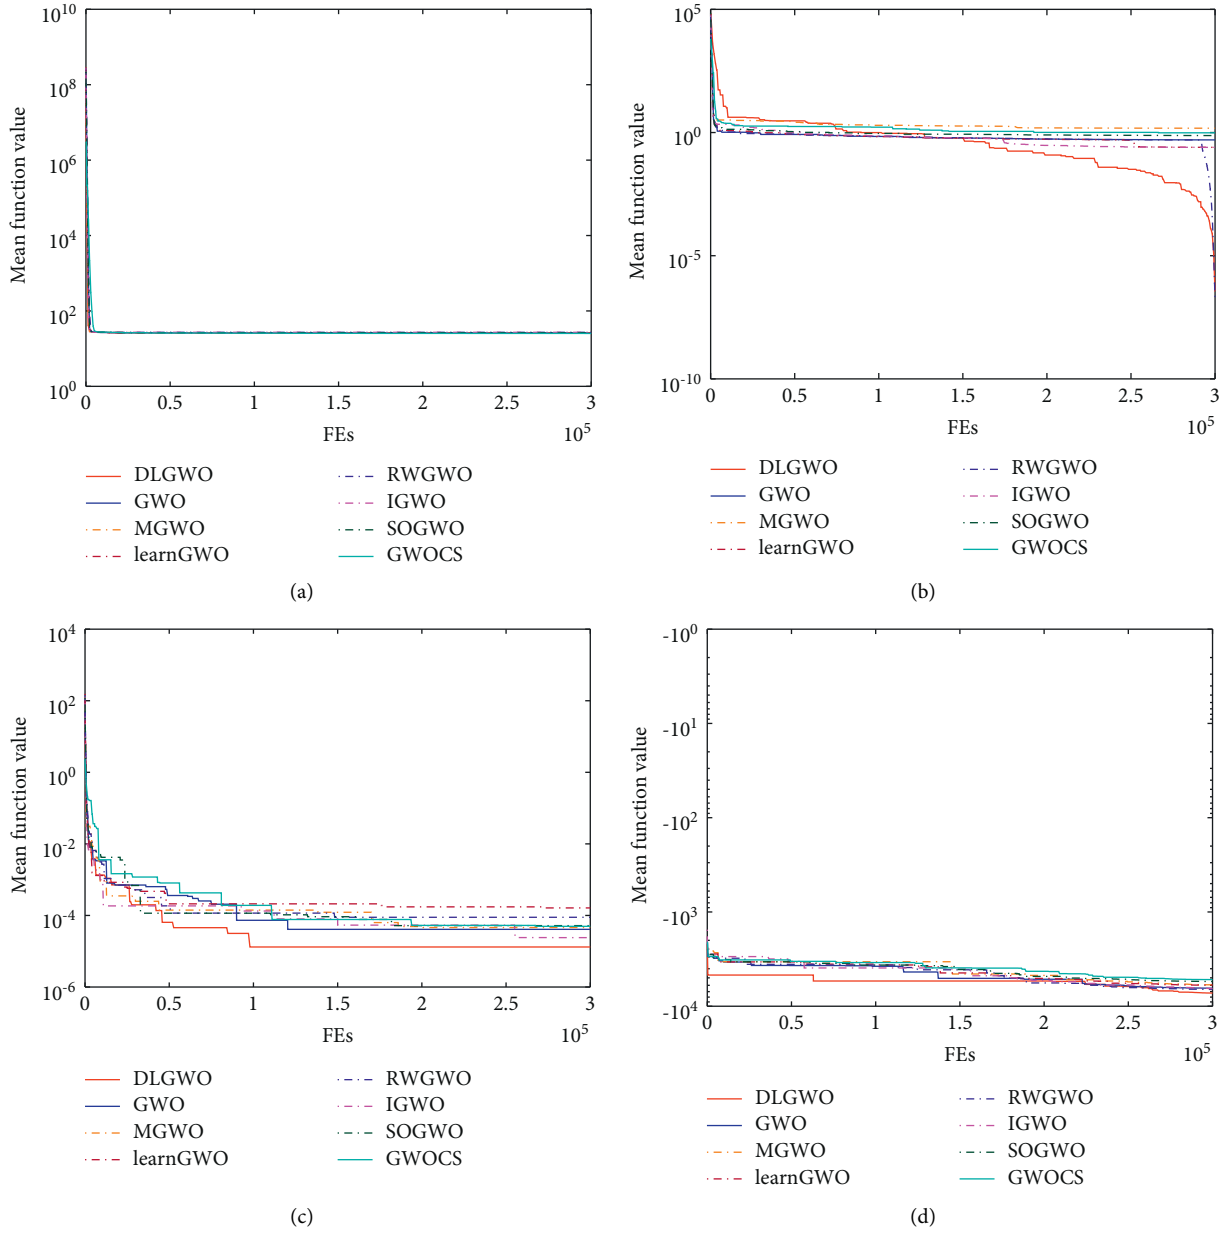 10^10
10^8
10^6
10^4
10^2
10^0
Mean function value
0 0.5 1 1.5 2 2.5 3
FEs
10^5
DLGWO
GWO
MGWO
learnGWO
RWGWO
IGWO
SOGWO
GWOCS
(a)
10^5
10^0
10^-5
10^-10
Mean function value
0 0.5 1 1.5 2 2.5 3
FEs
10^5
DLGWO
GWO
MGWO
learnGWO
RWGWO
IGWO
SOGWO
GWOCS
(b)
10^4
10^2
10^0
10^-2
10^-4
10^-6
Mean function value
0 0.5 1 1.5 2 2.5 3
FEs
10^5
DLGWO
GWO
MGWO
learnGWO
RWGWO
IGWO
SOGWO
GWOCS
(c)
-10^0
-10^1
-10^2
-10^3
-10^4
Mean function value
0 0.5 1 1.5 2 2.5 3
FEs
10^5
DLGWO
GWO
MGWO
learnGWO
RWGWO
IGWO
SOGWO
GWOCS
(d)